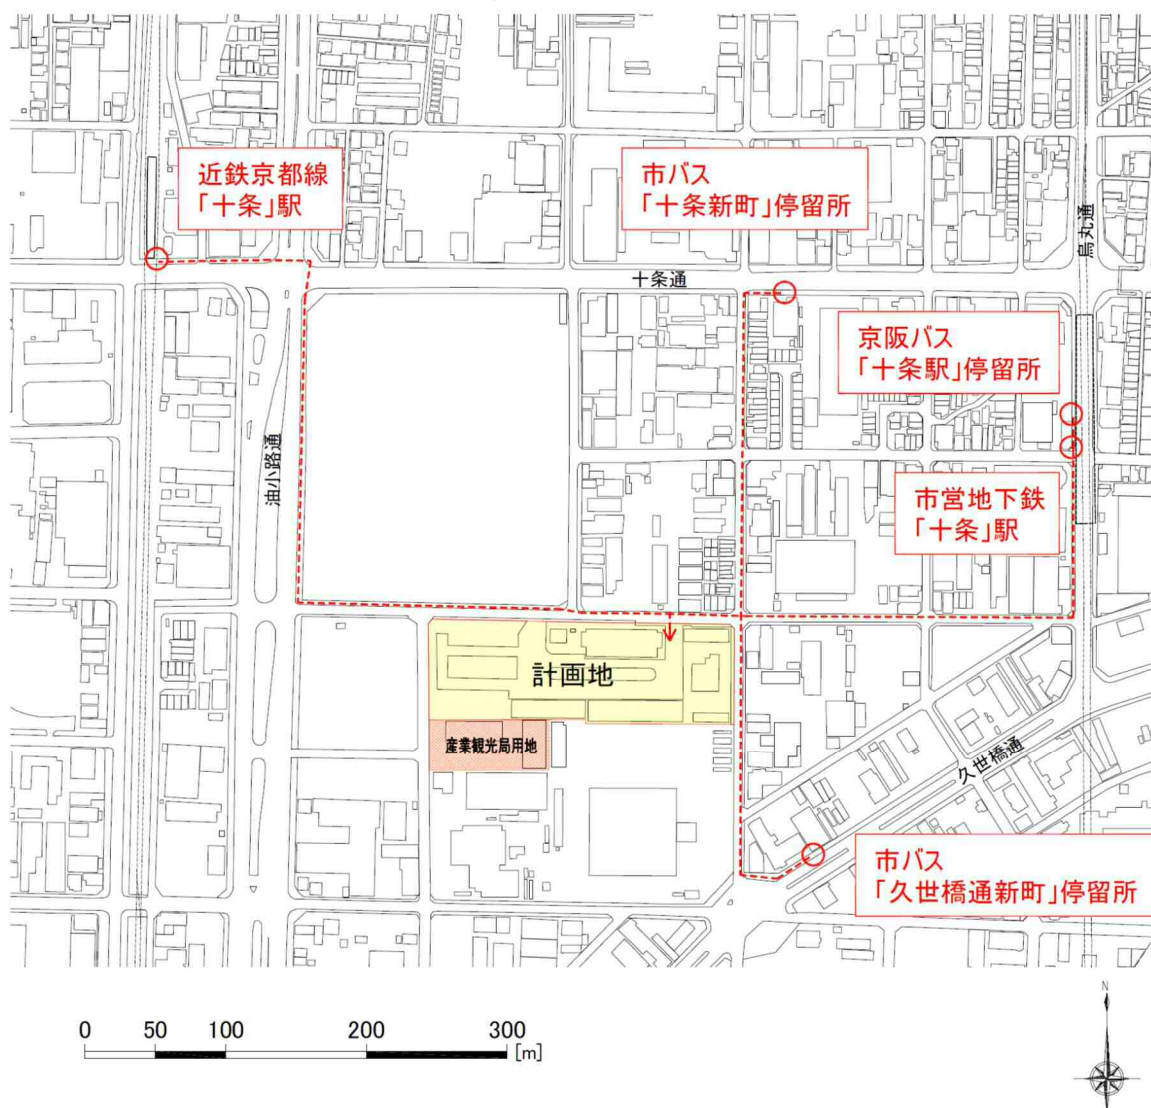 近鉄京都線
「十条」駅
市バス
「十条新町」停留所
烏丸通
十条通
京阪バス
「十条駅」停留所
油小路通
市営地下鉄
「十条」駅
計画地
産業観光局用地
久世橋通
市バス
「久世橋通新町」停留所
N
0 50 100 200 300
[m]